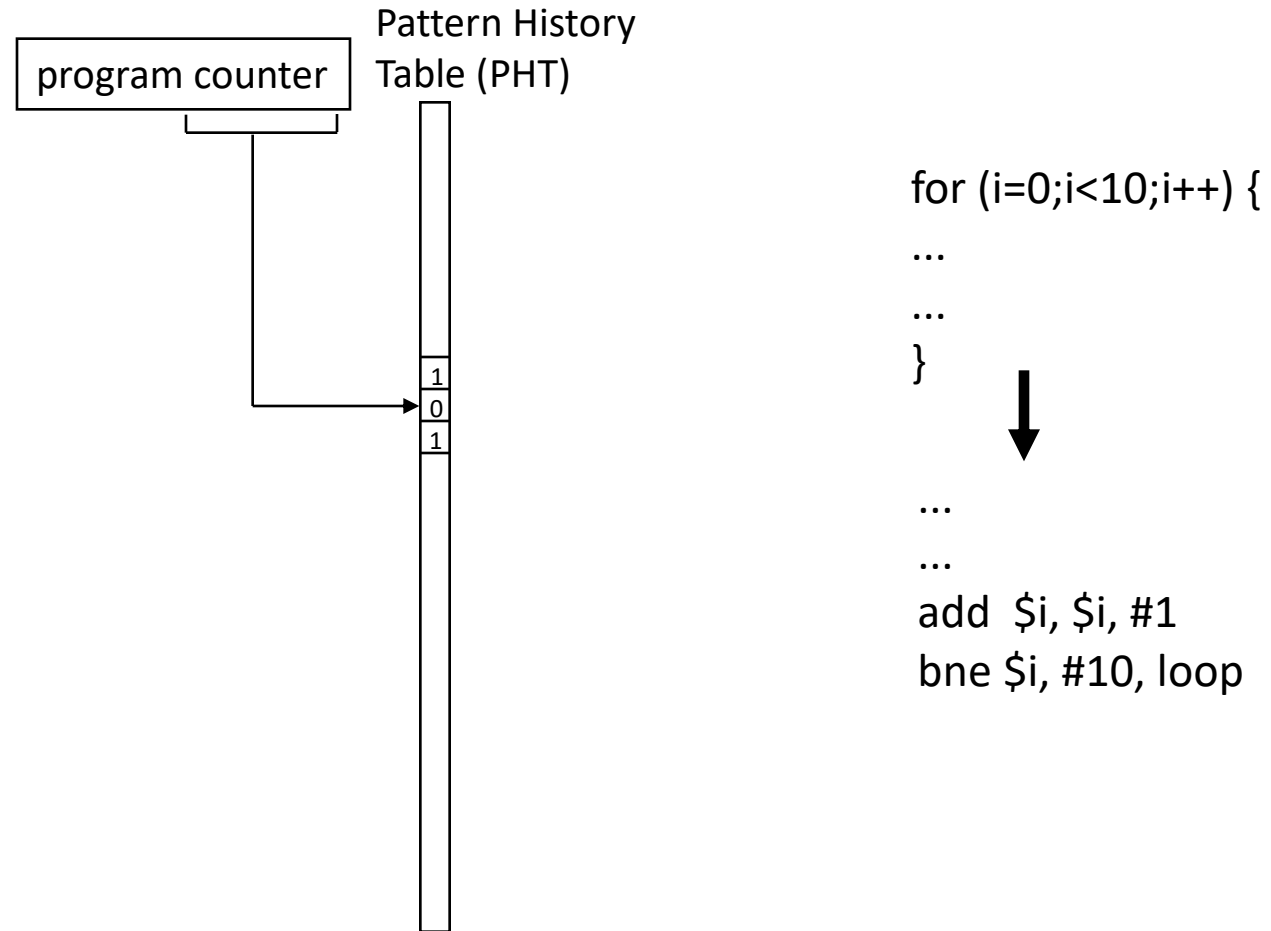 Pattern History
Table (PHT)
program counter
1
0
1
for (i=0;i<10;i++) {
...
...
}
...
...
add  $i, $i, #1
bne $i, #10, loop